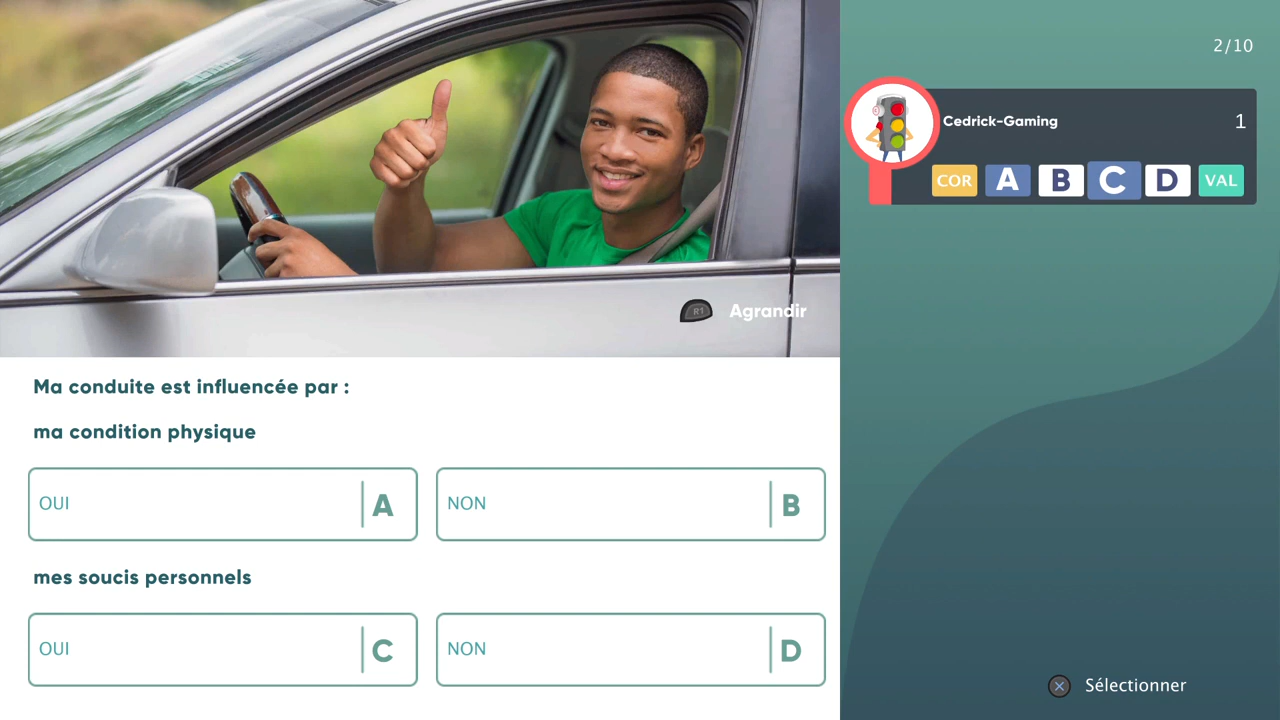 2/10
Cedrick-Gaming 1
COR A B C D VAL
R1 Agrandir
Ma conduite est influencée par :
ma condition physique
OUI A NON B
mes soucis personnels
OUI C NON D
Sélectionner